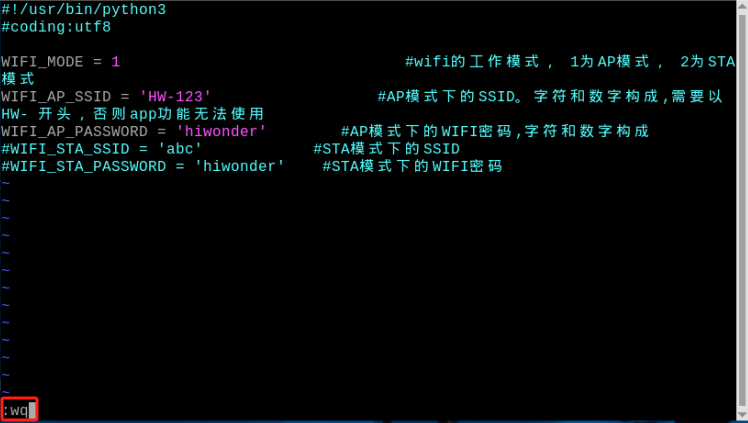 #!/usr/bin/python3
#coding:utf8
WIFI_MODE = 1 #wifi的工作模式， 1为AP模式， 2为STA
模式
WIFI_AP_SSID = 'HW-123' #AP模式下的SSID。字符和数字构成,需要以
HW- 开头，否则app功能无法使用
WIFI_AP_PASSWORD = 'hiwonder' #AP模式下的WIFI密码,字符和数字构成
#WIFI_STA_SSID = 'abc' #STA模式下的SSID
#WIFI_STA_PASSWORD = 'hiwonder' #STA模式下的WIFI密码
~
~
~
~
~
~
~
~
~
~
~
~
~
:wq